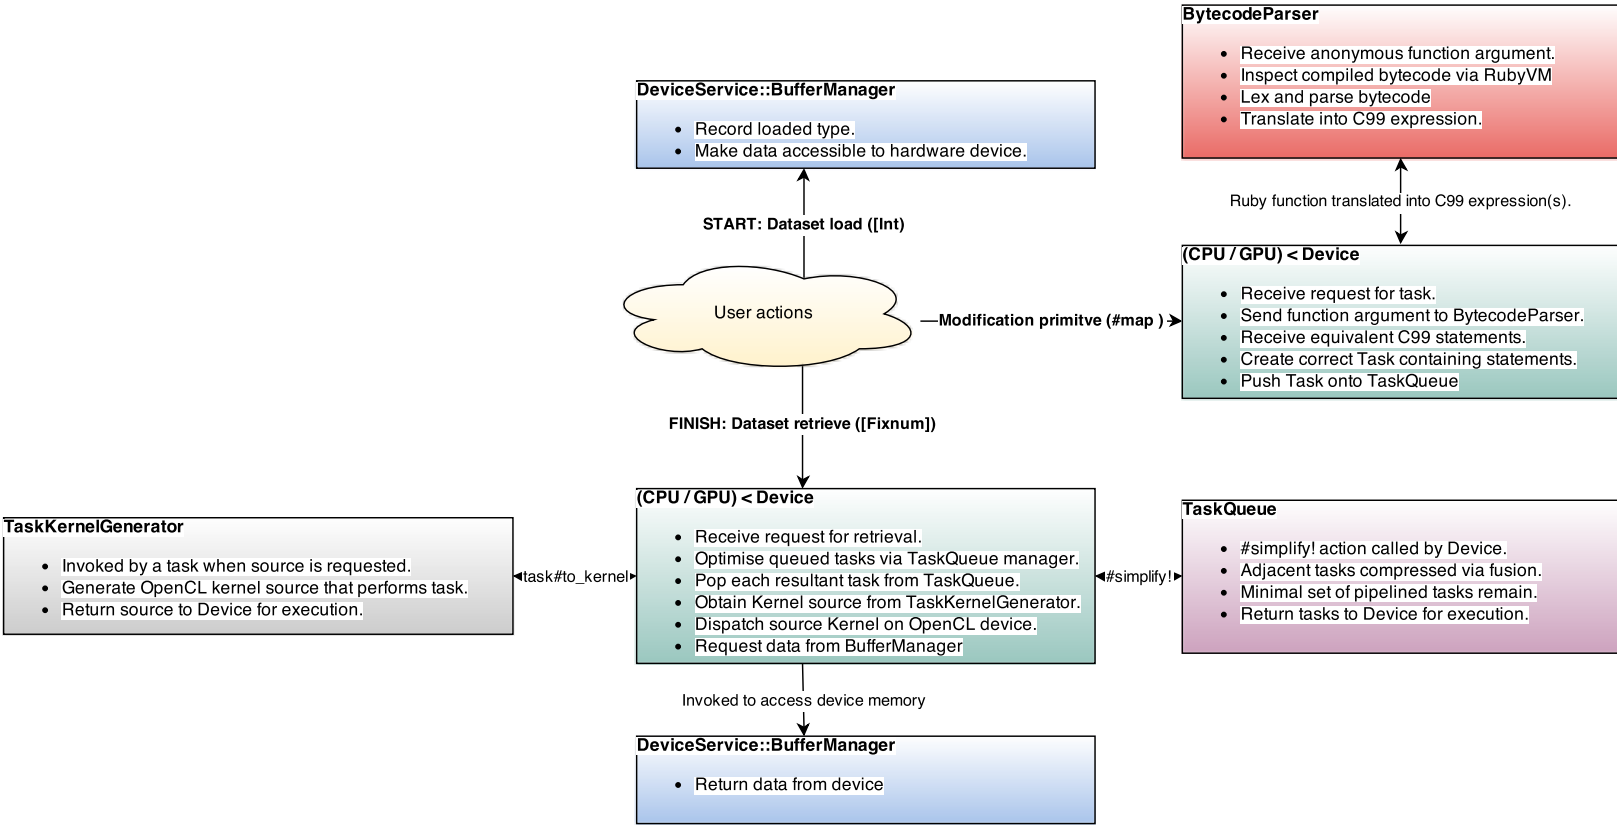 BytecodeParser
• Receive anonymous function argument.
• Inspect compiled bytecode via RubyVM
• Lex and parse bytecode
• Translate into C99 expression.
DeviceService::BufferManager
• Record loaded type.
• Make data accessible to hardware device.
Ruby function translated into C99 expression(s).
START: Dataset load ([Int)
(CPU / GPU) < Device
• Receive request for task.
• Send function argument to BytecodeParser.
• Receive equivalent C99 statements.
• Create correct Task containing statements.
• Push Task onto TaskQueue
User actions
Modification primitve (#map )
FINISH: Dataset retrieve ([Fixnum])
(CPU / GPU) < Device
• Receive request for retrieval.
• Optimise queued tasks via TaskQueue manager.
• Pop each resultant task from TaskQueue.
• Obtain Kernel source from TaskKernelGenerator.
• Dispatch source Kernel on OpenCL device.
• Request data from BufferManager
TaskQueue
• #simplify! action called by Device.
• Adjacent tasks compressed via fusion.
• Minimal set of pipelined tasks remain.
• Return tasks to Device for execution.
TaskKernelGenerator
• Invoked by a task when source is requested.
• Generate OpenCL kernel source that performs task.
• Return source to Device for execution.
task#to_kernel
#simplify!
Invoked to access device memory
DeviceService::BufferManager
• Return data from device